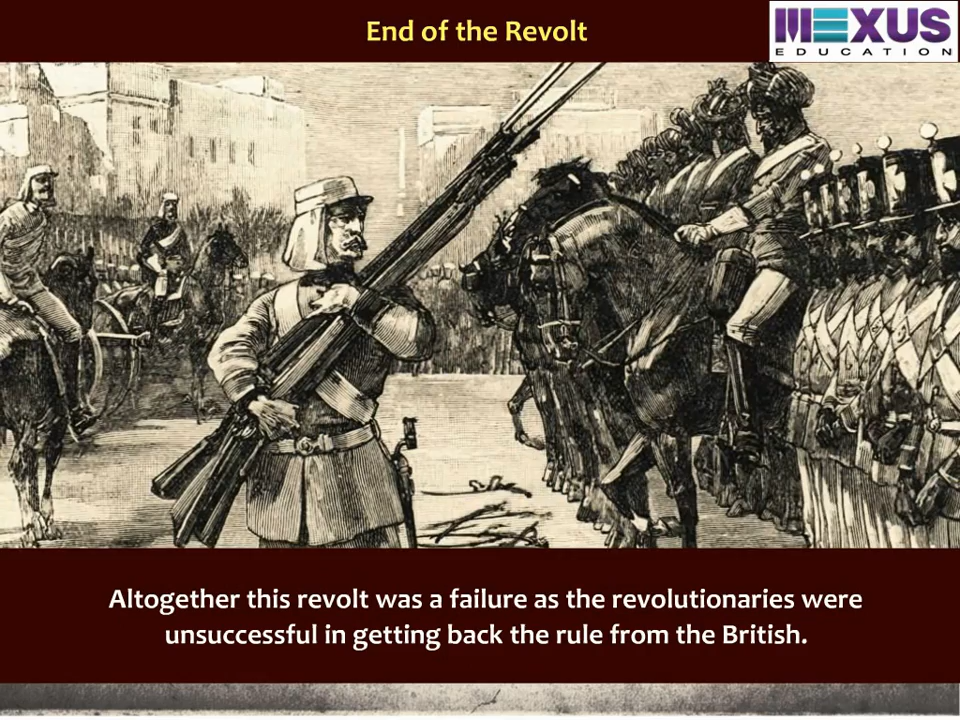 End of the Revolt
MEXUS
EDUCATION
Altogether this revolt was a failure as the revolutionaries were
unsuccessful in getting back the rule from the British.